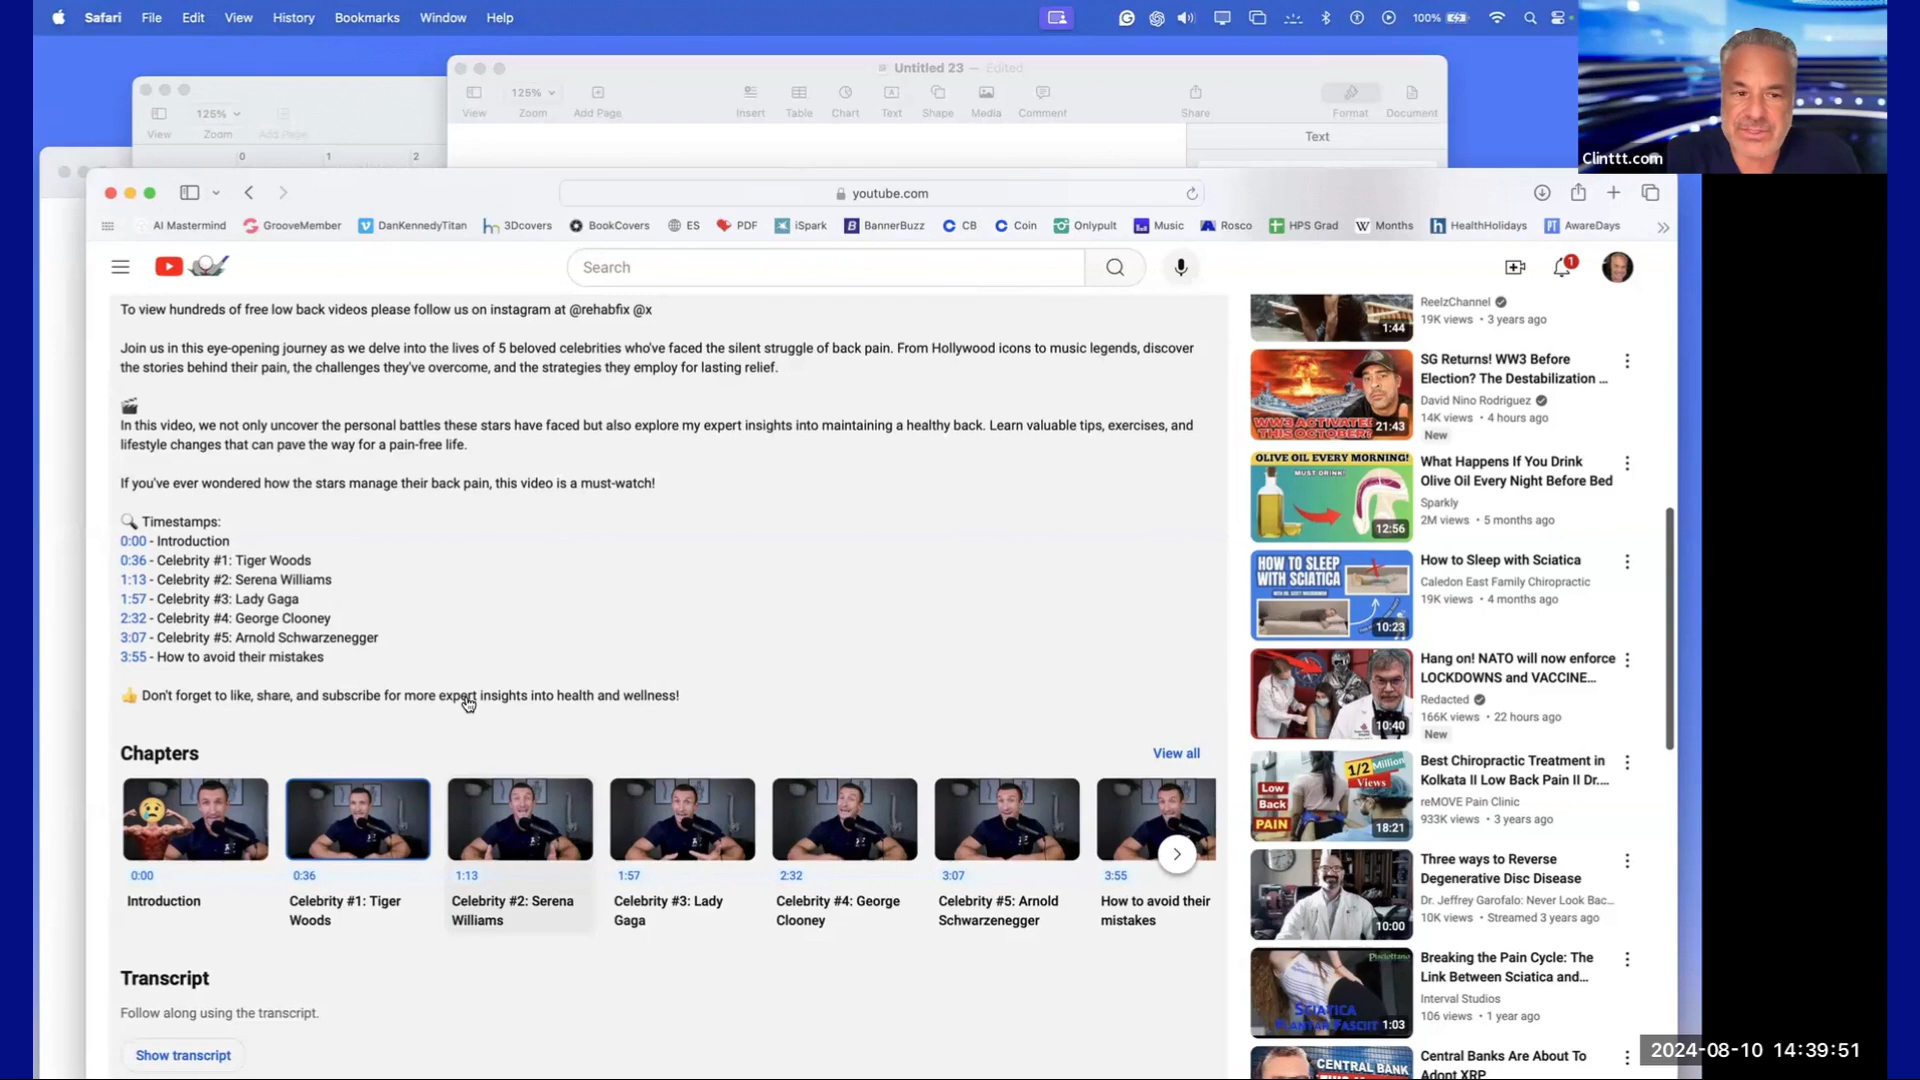 Safari File Edit View History Bookmarks Window Help
100%
Untitled 23 — Edited
125%
View Zoom Add Page Insert Table Chart Text Shape Media Comment Share Format Document
Text
125%
View Zoom Add Page
0 1 2
Clinttt.com
youtube.com
AI Mastermind GrooveMember DanKennedyTitan 3Dcovers BookCovers ES PDF iSpark BannerBuzz CB Coin Onlypult Music Rosco HPS Grad Months HealthHolidays AwareDays
Search
1
To view hundreds of free low back videos please follow us on instagram at @rehabfix @x
Join us in this eye-opening journey as we delve into the lives of 5 beloved celebrities who've faced the silent struggle of back pain. From Hollywood icons to music legends, discover
the stories behind their pain, the challenges they've overcome, and the strategies they employ for lasting relief.
In this video, we not only uncover the personal battles these stars have faced but also explore my expert insights into maintaining a healthy back. Learn valuable tips, exercises, and
lifestyle changes that can pave the way for a pain-free life.
If you've ever wondered how the stars manage their back pain, this video is a must-watch!
🔍 Timestamps:
0:00 - Introduction
0:36 - Celebrity #1: Tiger Woods
1:13 - Celebrity #2: Serena Williams
1:57 - Celebrity #3: Lady Gaga
2:32 - Celebrity #4: George Clooney
3:07 - Celebrity #5: Arnold Schwarzenegger
3:55 - How to avoid their mistakes
👍 Don't forget to like, share, and subscribe for more expert insights into health and wellness!
Chapters
View all
0:00
Introduction
0:36
Celebrity #1: Tiger
Woods
1:13
Celebrity #2: Serena
Williams
1:57
Celebrity #3: Lady
Gaga
2:32
Celebrity #4: George
Clooney
3:07
Celebrity #5: Arnold
Schwarzenegger
3:55
How to avoid their
mistakes
Transcript
Follow along using the transcript.
Show transcript
1:44
ReelzChannel
19K views • 3 years ago
WW3 ACTIVATED
THIS OCTOBER?
21:43
SG Returns! WW3 Before
Election? The Destabilization ...
David Nino Rodriguez
14K views • 4 hours ago
New
OLIVE OIL EVERY MORNING!
MUST DRINK!
12:56
What Happens If You Drink
Olive Oil Every Night Before Bed
Sparkly
2M views • 5 months ago
HOW TO SLEEP
WITH SCIATICA
10:23
How to Sleep with Sciatica
Caledon East Family Chiropractic
19K views • 4 months ago
10:40
Hang on! NATO will now enforce
LOCKDOWNS and VACCINE...
Redacted
166K views • 22 hours ago
New
1/2 Million
Views
Low
Back
PAIN
18:21
Best Chiropractic Treatment in
Kolkata II Low Back Pain II Dr....
reMOVE Pain Clinic
933K views • 3 years ago
10:00
Three ways to Reverse
Degenerative Disc Disease
Dr. Jeffrey Garofalo: Never Look Bac...
10K views • Streamed 3 years ago
SCIATICA
PLANTAR FASCIIT
1:03
Breaking the Pain Cycle: The
Link Between Sciatica and...
Interval Studios
106 views • 1 year ago
CENTRAL BANK
Central Banks Are About To
Adopt XRP
2024-08-10 14:39:51